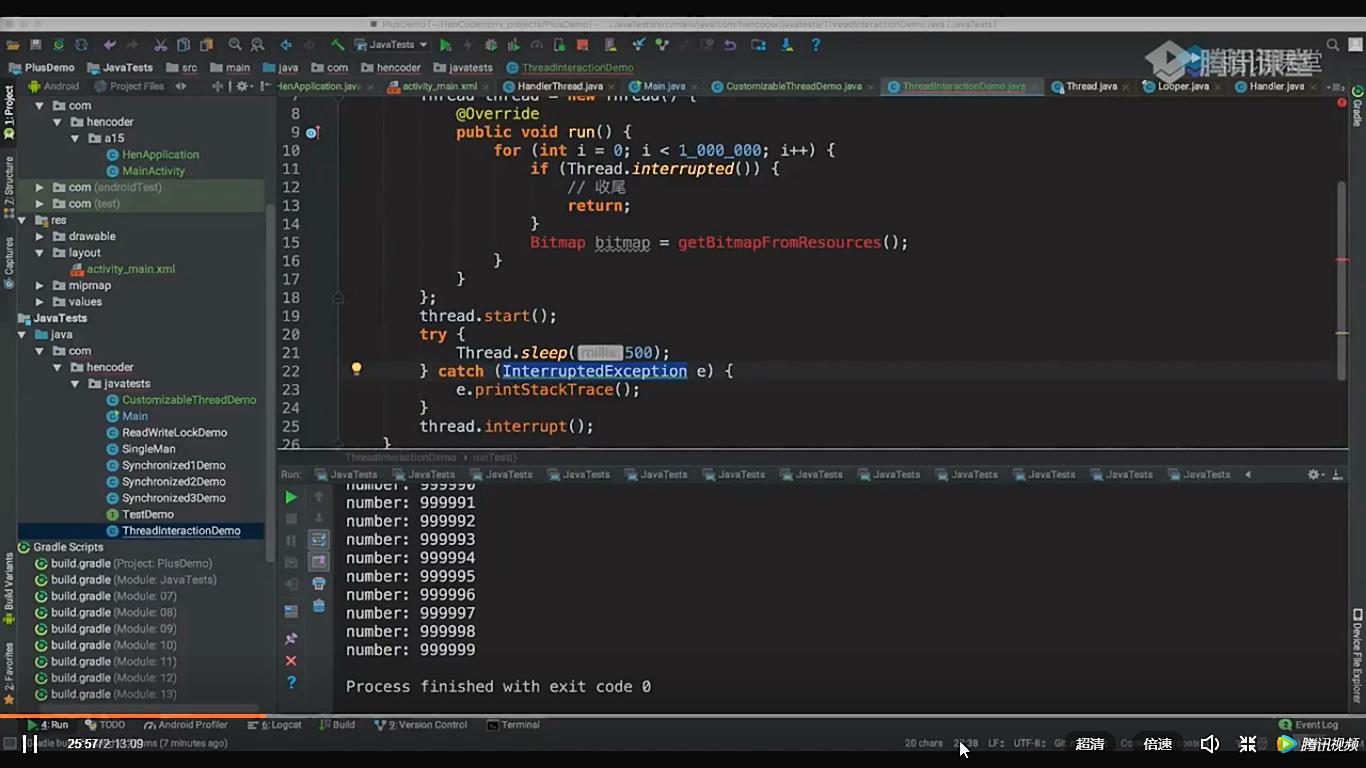 PlusDemo [~/HenCoder/prv_projects/PlusDemo] - .../JavaTests/src/main/java/com/hencoder/javatests/ThreadInteractionDemo.java [JavaTests]
JavaTests
腾讯课堂
PlusDemo JavaTests src main java com hencoder javatests ThreadInteractionDemo
Android Project Files
HenApplication.java activity_main.xml HandlerThread.java Main.java CustomizableThreadDemo.java ThreadInteractionDemo.java Thread.java Looper.java Handler.java
1: Project
Z: Structure
Captures
Build Variants
2: Favorites
Gradle
Device File Explorer
com
hencoder
a15
HenApplication
MainActivity
com (androidTest)
com (test)
res
drawable
layout
activity_main.xml
mipmap
values
JavaTests
java
com
hencoder
javatests
CustomizableThreadDemo
Main
ReadWriteLockDemo
SingleMan
Synchronized1Demo
Synchronized2Demo
Synchronized3Demo
TestDemo
ThreadInteractionDemo
Gradle Scripts
build.gradle (Project: PlusDemo)
build.gradle (Module: JavaTests)
build.gradle (Module: 07)
build.gradle (Module: 08)
build.gradle (Module: 09)
build.gradle (Module: 10)
build.gradle (Module: 11)
build.gradle (Module: 12)
build.gradle (Module: 13)
7 Thread thread = new Thread() {
8 @Override
9 public void run() {
10 for (int i = 0; i < 1_000_000; i++) {
11 if (Thread.interrupted()) {
12 // 收尾
13 return;
14 }
15 Bitmap bitmap = getBitmapFromResources();
16 }
17 }
18 };
19 thread.start();
20 try {
21 Thread.sleep( millis: 500);
22 } catch (InterruptedException e) {
23 e.printStackTrace();
24 }
25 thread.interrupt();
26 }
ThreadInteractionDemo runTest()
Run: JavaTests JavaTests JavaTests JavaTests JavaTests JavaTests JavaTests JavaTests JavaTests JavaTests JavaTests JavaTests
number: 999990
number: 999991
number: 999992
number: 999993
number: 999994
number: 999995
number: 999996
number: 999997
number: 999998
number: 999999
Process finished with exit code 0
4: Run TODO Android Profiler 6: Logcat Build 9: Version Control Terminal 2 Event Log
25:57/2:13:09
(7 minutes ago)
20 chars
LF
UTF-8
超清 倍速 腾讯视频